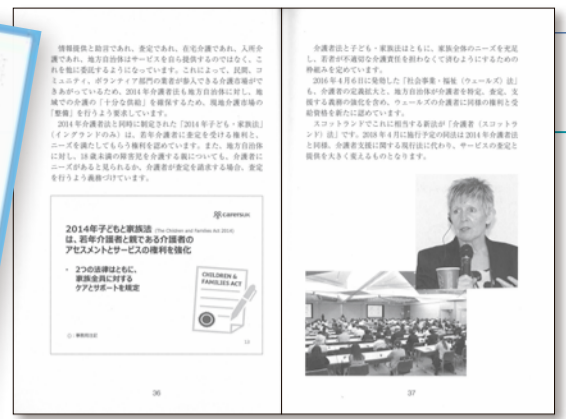 情報提供と助言であれ、査定であれ、在宅介護であれ、入所介
護であれ、地方自治体はサービスを自ら提供するのではなく、こ
れを他に委託するようになっています。これによって、民間、コ
ミュニティ、ボランティア部門の業者が参入できる介護市場がで
きあがっているため、2014年介護者法も地方自治体に対し、地
域での介護の「十分な供給」を確保するため、現地介護市場の
「整備」を行うよう要求しています。
2014年介護者法と同時に制定された「2014年子ども・家族法」
（イングランドのみ）は、若年介護者に査定を受ける権利と、
ニーズを満たしてもらう権利を認めています。また、地方自治体
に対し、18歳未満の障害児を介護する親についても、介護者に
ニーズがあると見られるか、介護者が査定を請求する場合、査定
を行うよう義務づけています。
carersUK
2014年子どもと家族法 (The Children and Families Act 2014)
は、若年介護者と親である介護者の
アセスメントとサービスの権利を強化
・ 2つの法律はともに、
家族全員に対する
ケアとサポートを規定
CHILDREN &
FAMILIES ACT
17
36
介護者法と子ども・家族法はともに、家族全体のニーズを充足
し、若者が不適切な介護責任を担わなくて済むようにするための
枠組みを定めています。
2016年4月6日に発効した「社会事業・福祉（ウェールズ）法」
も、介護者の定義拡大と、地方自治体が介護者を特定、査定、支
援する義務の強化を含め、ウェールズの介護者に同様の権利と受
給資格を新たに認めています。
スコットランドでこれに相当する新法が「介護者（スコットラ
ンド）法」です。2018年4月に施行予定の同法は2014年介護者法
と同様、介護者支援に関する現行法に代わり、サービスの査定と
提供を大きく変えるものとなります。
37